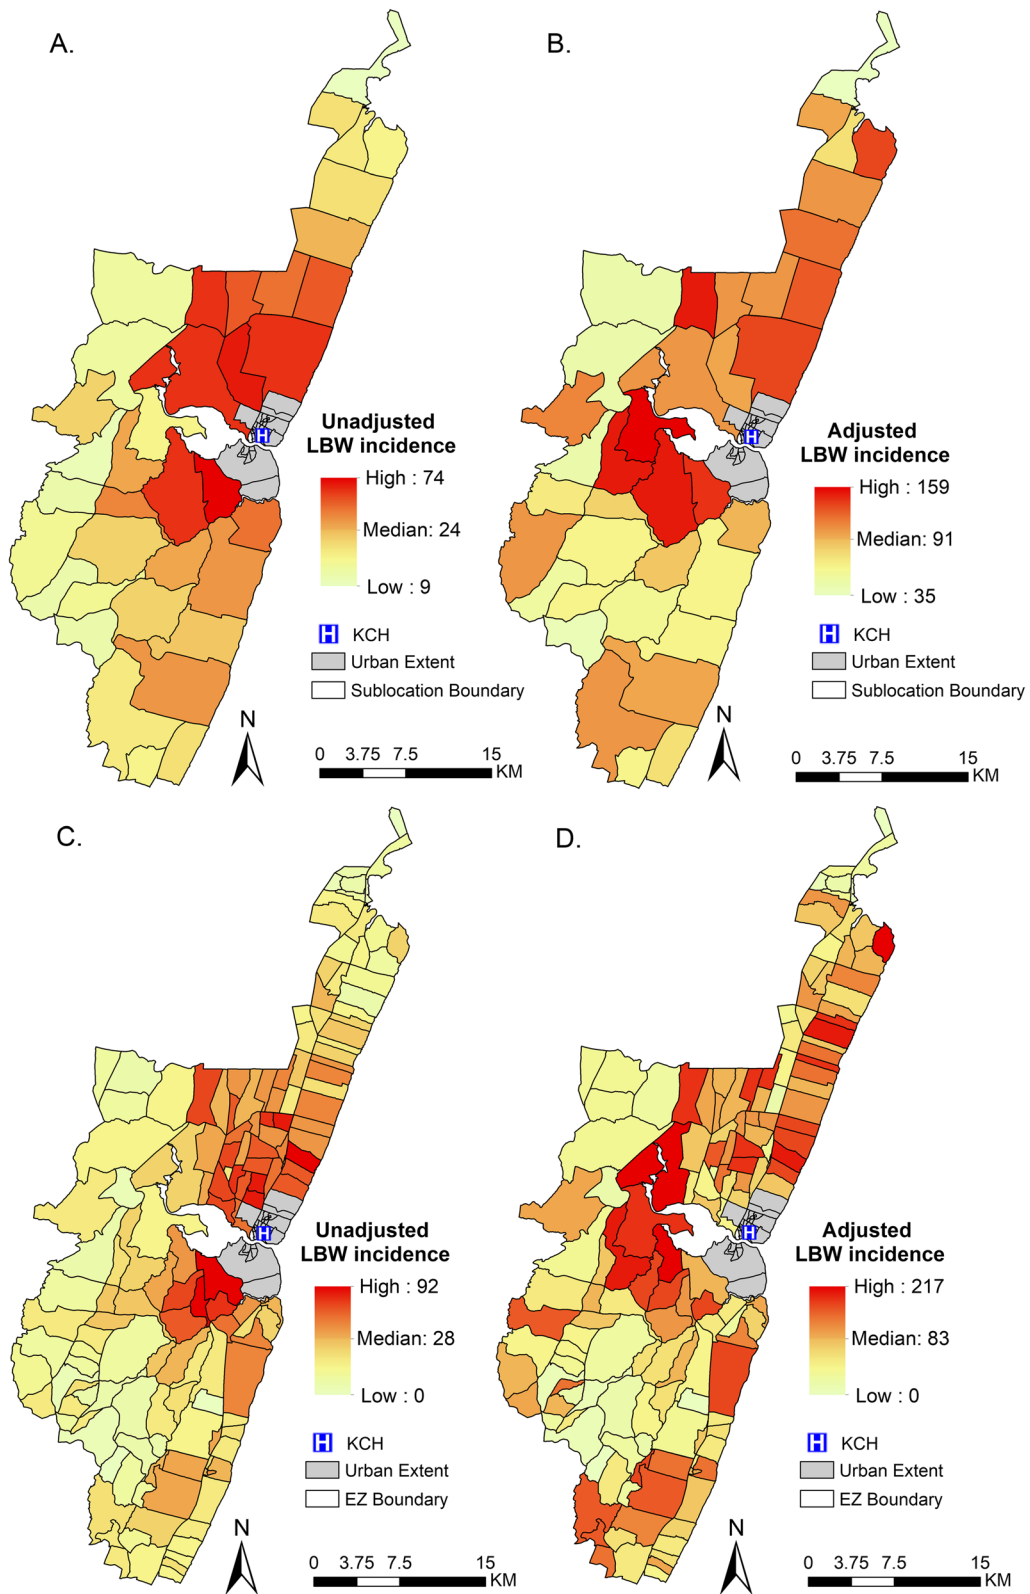 A.
Unadjusted
LBW incidence
High : 74
Median: 24
Low : 9
H
H KCH
Urban Extent
Sublocation Boundary
N
0 3.75 7.5 15
KM
B.
Adjusted
LBW incidence
High : 159
Median: 91
Low : 35
H
H KCH
Urban Extent
Sublocation Boundary
N
0 3.75 7.5 15
KM
C.
Unadjusted
LBW incidence
High : 92
Median: 28
Low : 0
H
H KCH
Urban Extent
EZ Boundary
N
0 3.75 7.5 15
KM
D.
Adjusted
LBW incidence
High : 217
Median: 83
Low : 0
H
H KCH
Urban Extent
EZ Boundary
N
0 3.75 7.5 15
KM